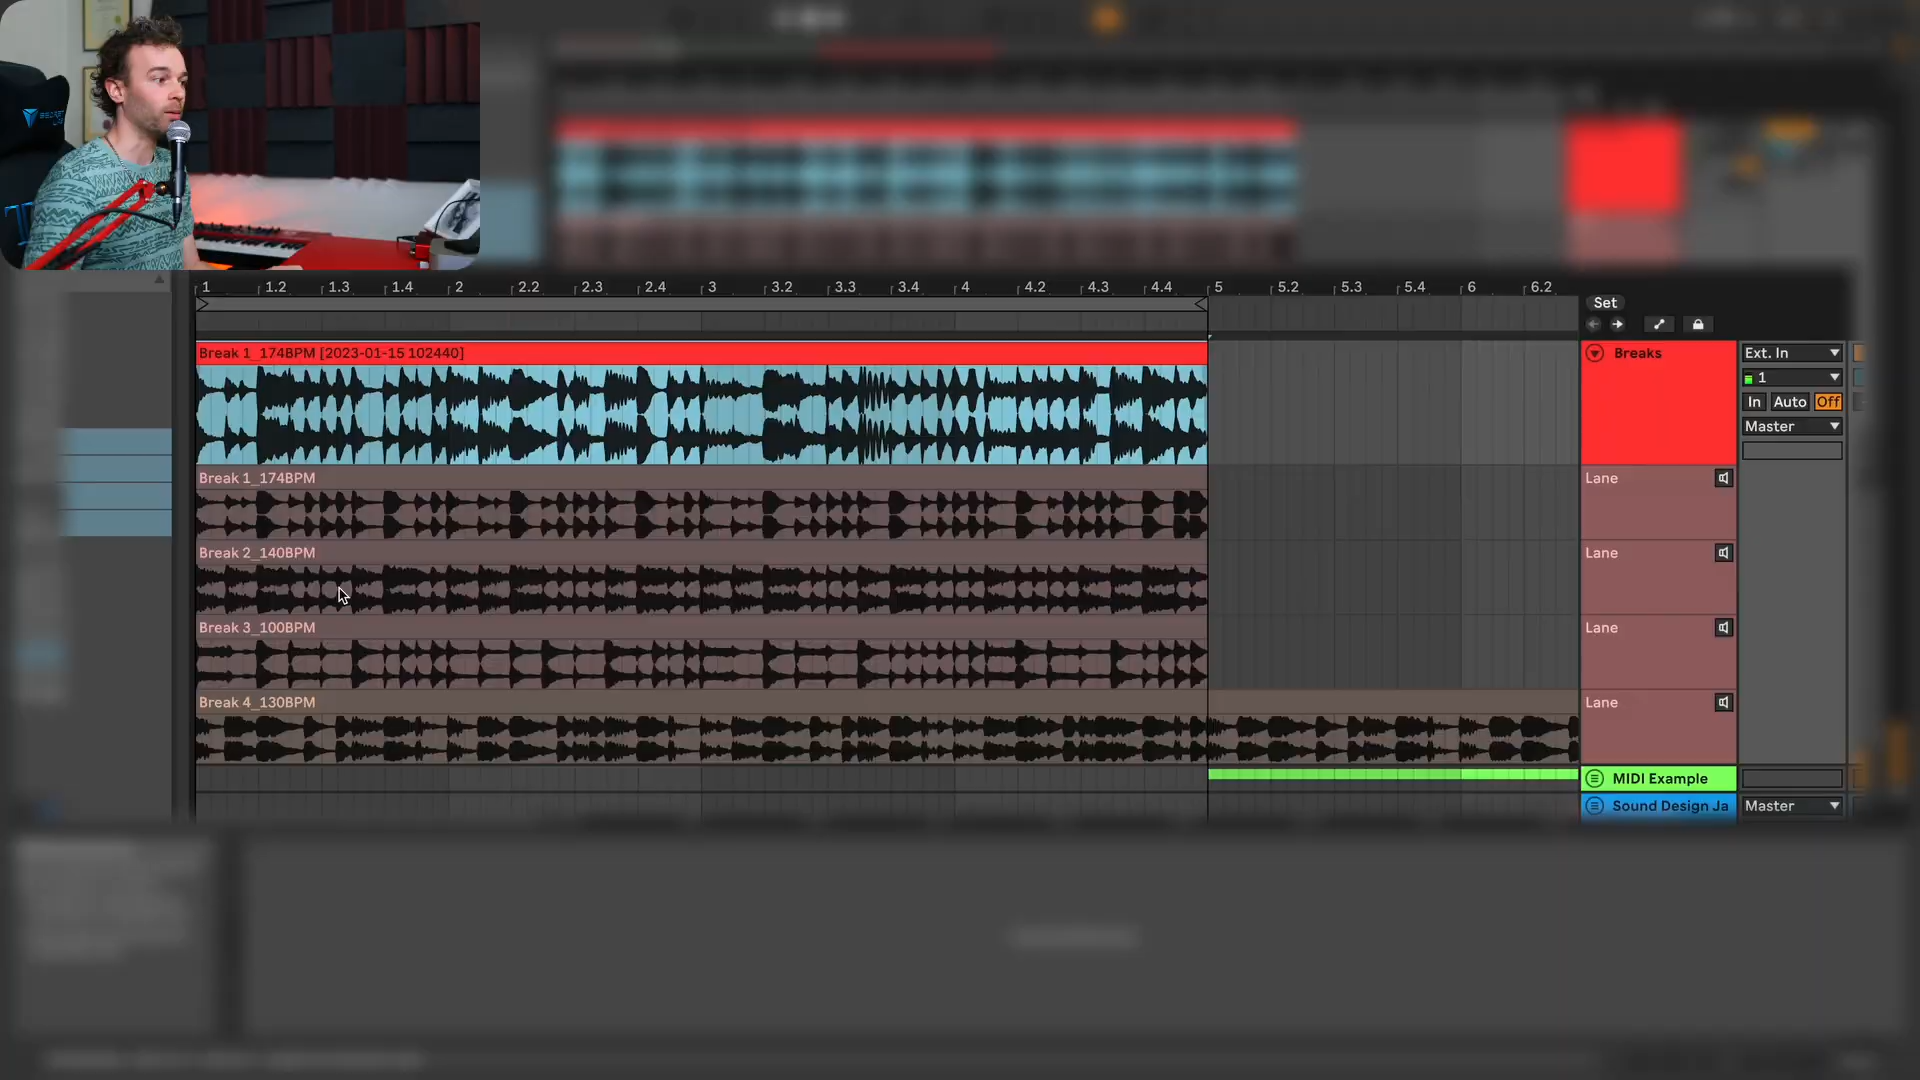 1 1.2 1.3 1.4 2 2.2 2.3 2.4 3 3.2 3.3 3.4 4 4.2 4.3 4.4 5 5.2 5.3 5.4 6 6.2
Set
Break 1_174BPM [2023-01-15 102440]
Breaks
Ext. In
1
In Auto Off
Master
Break 1_174BPM
Lane
Break 2_140BPM
Lane
Break 3_100BPM
Lane
Break 4_130BPM
Lane
MIDI Example
Sound Design Ja
Master